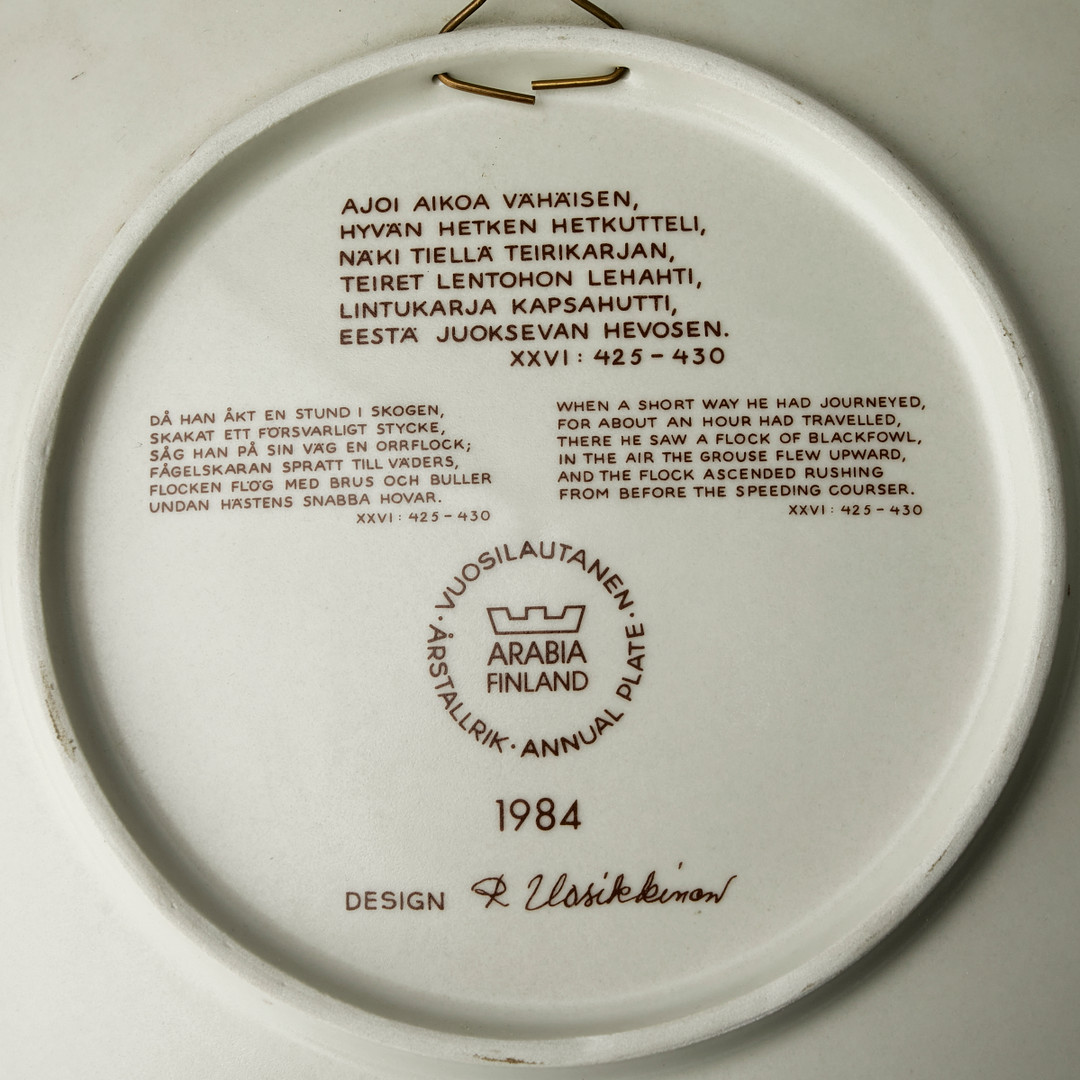 AJOI AIKOA VÄHÄISEN,
HYVÄN HETKEN HETKUTTELI,
NÄKI TIELLÄ TEIRIKARJAN,
TEIRET LENTOHON LEHAHTI,
LINTUKARJA KAPSAHUTTI,
EESTÄ JUOKSEVAN HEVOSEN.
XXVI: 425-430
DÅ HAN ÅKT EN STUND I SKOGEN,
SKAKAT ETT FÖRSVARLIGT STYCKE,
SÅG HAN PÅ SIN VÄG EN ORRFLOCK;
FÅGELSKARAN SPRATT TILL VÄDERS,
FLOCKEN FLÖG MED BRUS OCH BULLER
UNDAN HÄSTENS SNABBA HOVAR.
XXVI: 425-430
WHEN A SHORT WAY HE HAD JOURNEYED,
FOR ABOUT AN HOUR HAD TRAVELLED,
THERE HE SAW A FLOCK OF BLACKFOWL,
IN THE AIR THE GROUSE FLEW UPWARD,
AND THE FLOCK ASCENDED RUSHING
FROM BEFORE THE SPEEDING COURSER.
XXVI: 425-430
VUOSILAUTANEN · ANNUAL PLATE · ÅRSTALLRIK ·
ARABIA
FINLAND
1984
DESIGN R Uosikkinen